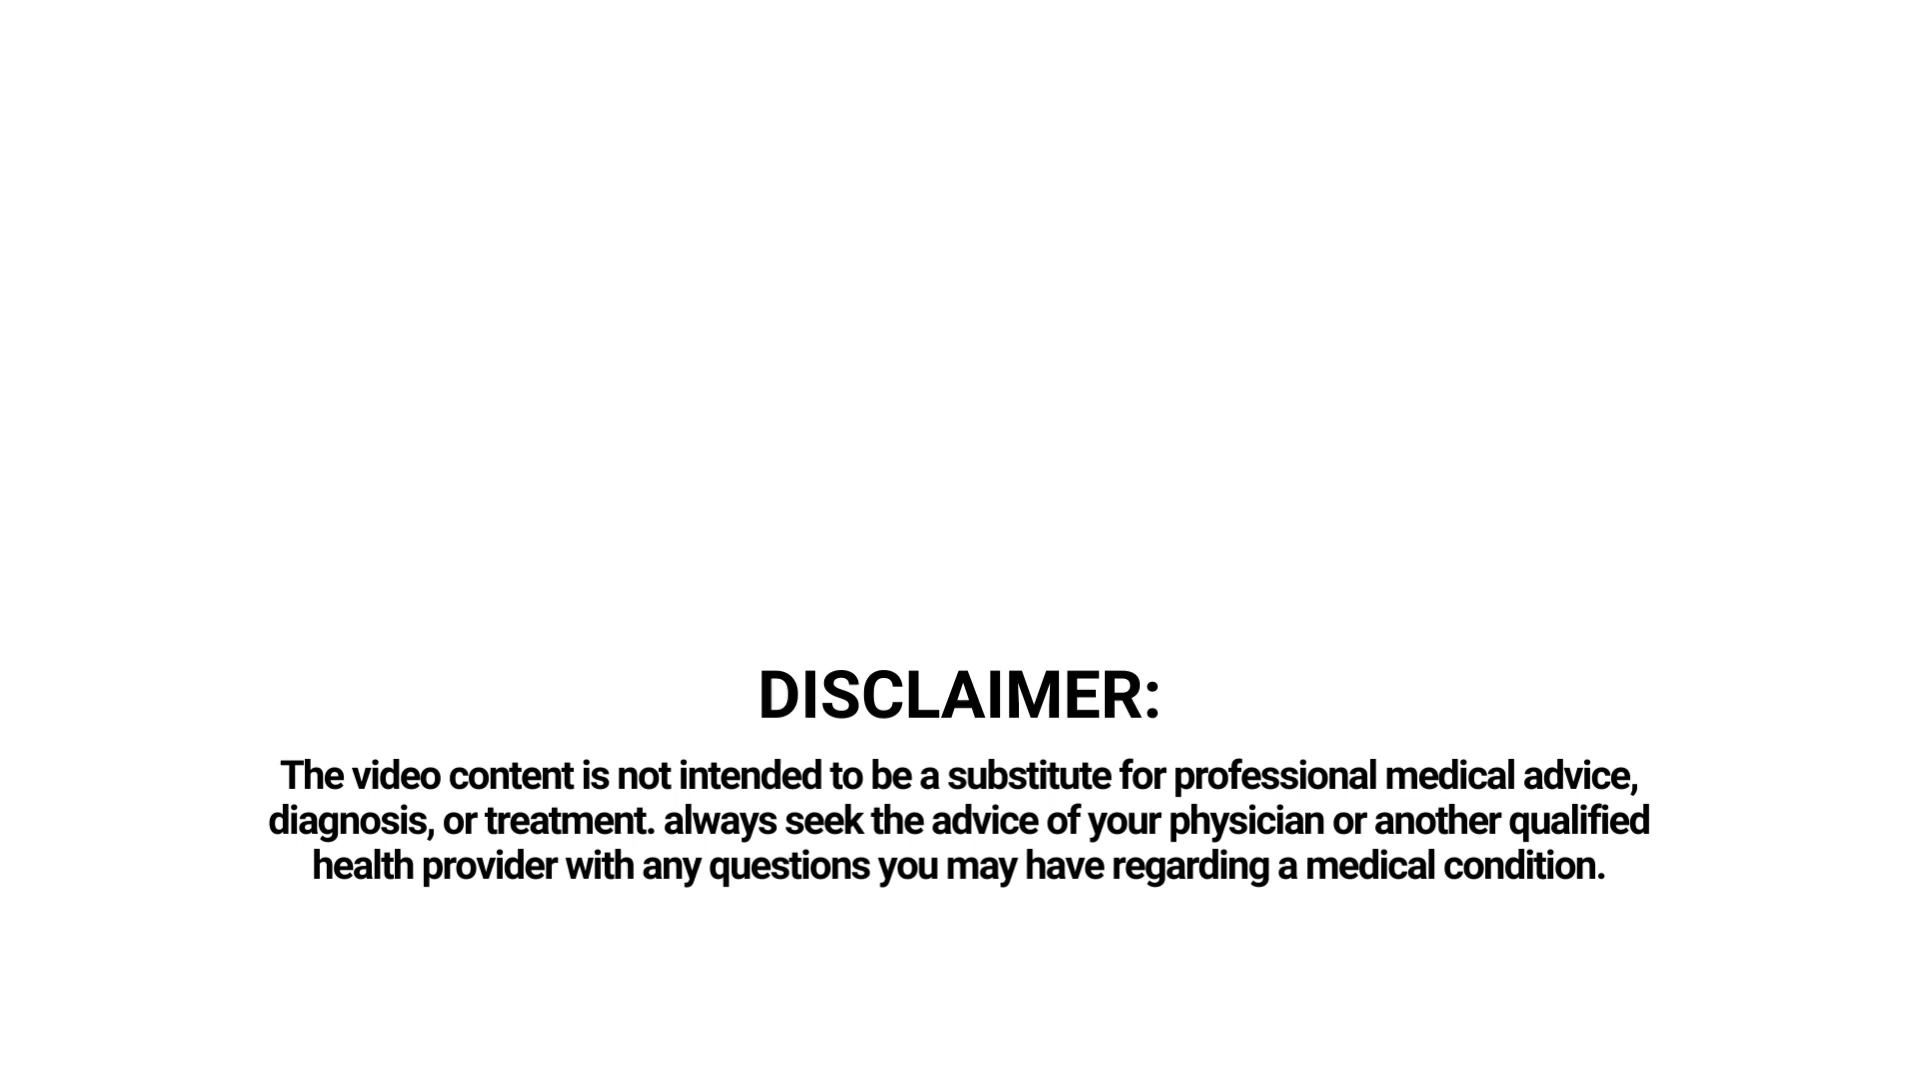 DISCLAIMER:
The video content is not intended to be a substitute for professional medical advice,
diagnosis, or treatment. always seek the advice of your physician or another qualified
health provider with any questions you may have regarding a medical condition.